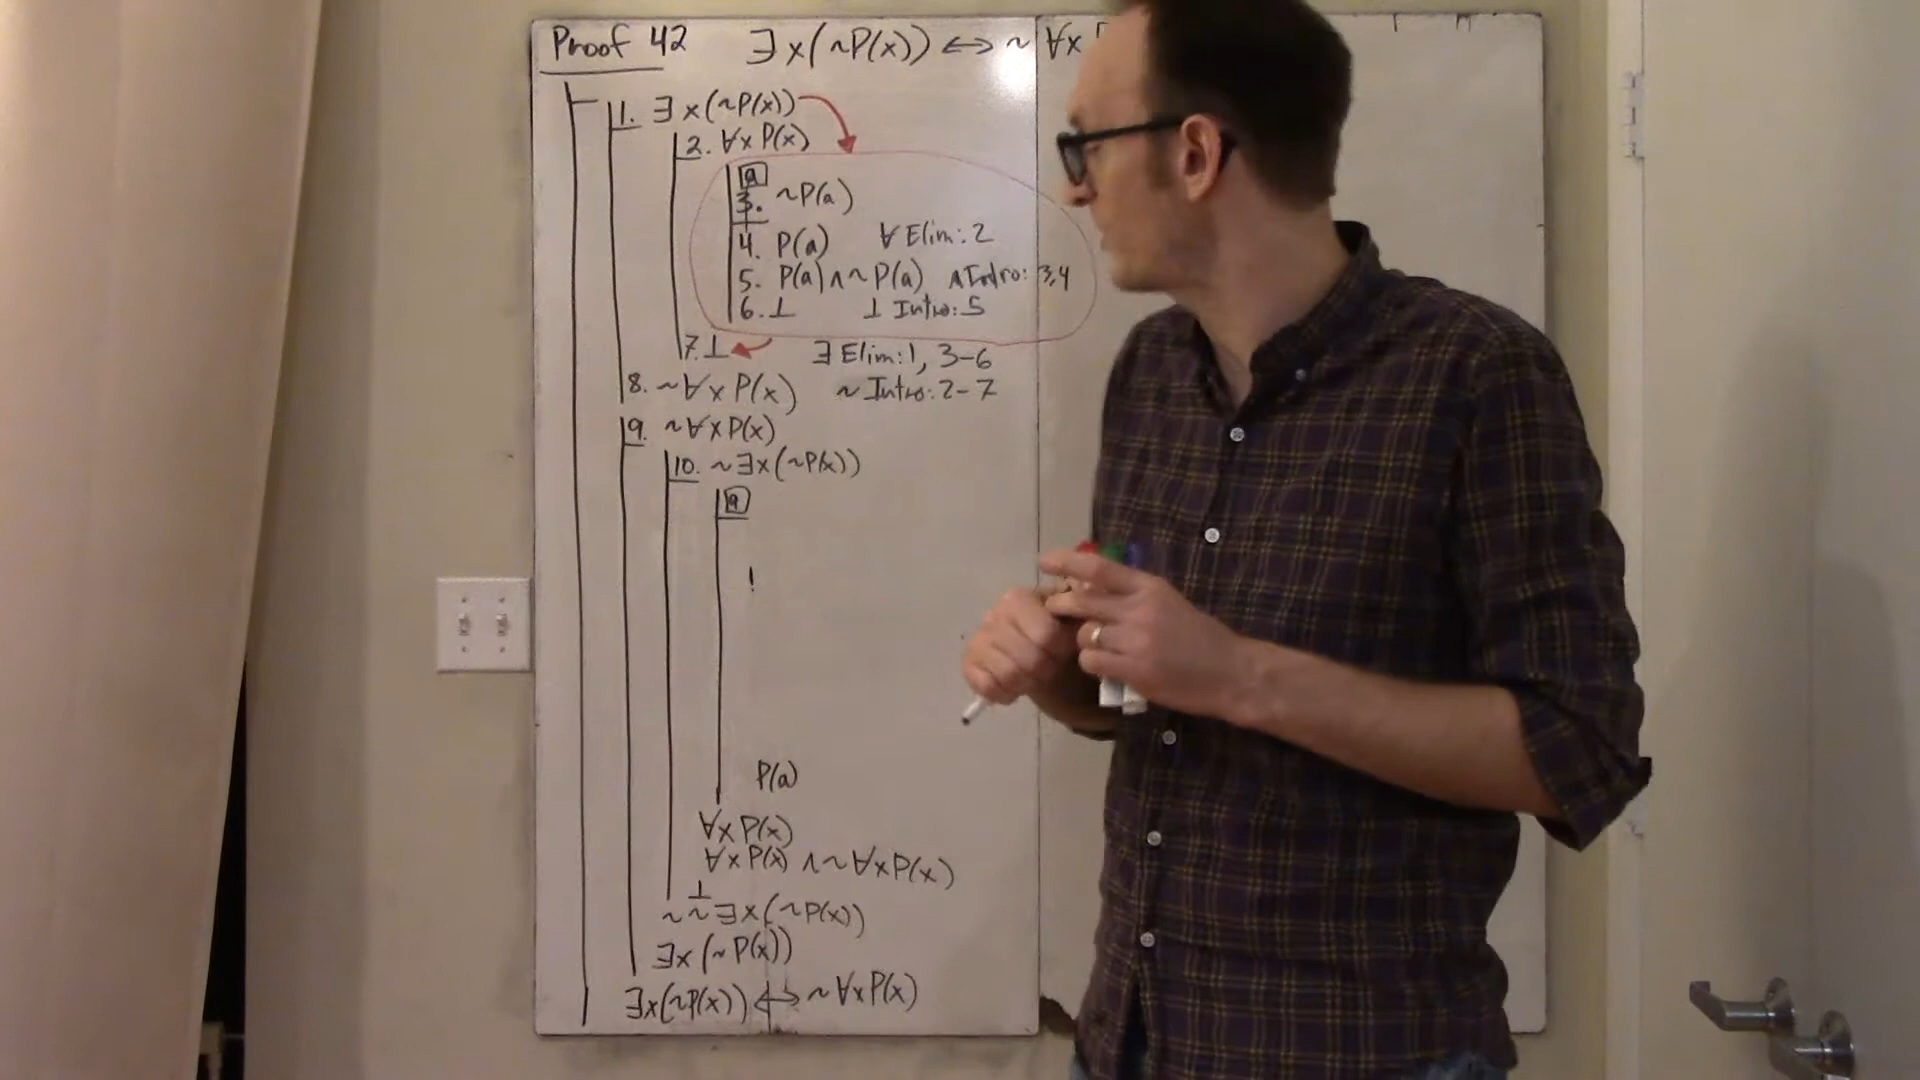 Proof 42 ∃x(~P(x)) ↔ ~∀x
1. ∃x(~P(x))
2. ∀x P(x)
a
3. ~P(a)
4. P(a) ∀ Elim: 2
5. P(a) ∧ ~P(a) ∧ Intro: 3,4
6. ⊥ ⊥ Intro: 5
7. ⊥ ∃ Elim: 1, 3-6
8. ~∀x P(x) ~ Intro: 2-7
9. ~∀x P(x)
10. ~∃x(~P(x))
a
P(a)
∀x P(x)
∀x P(x) ∧ ~∀x P(x)
⊥
~~∃x(~P(x))
∃x(~P(x))
∃x(~P(x)) ↔ ~∀x P(x)